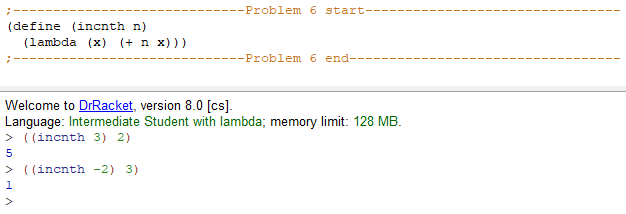 ;-----------------------------Problem 6 start--------------------------------
(define (incnth n)
  (lambda (x) (+ n x)))
;-----------------------------Problem 6 end----------------------------------
Welcome to DrRacket, version 8.0 [cs].
Language: Intermediate Student with lambda; memory limit: 128 MB.
> ((incnth 3) 2)
5
> ((incnth -2) 3)
1
>